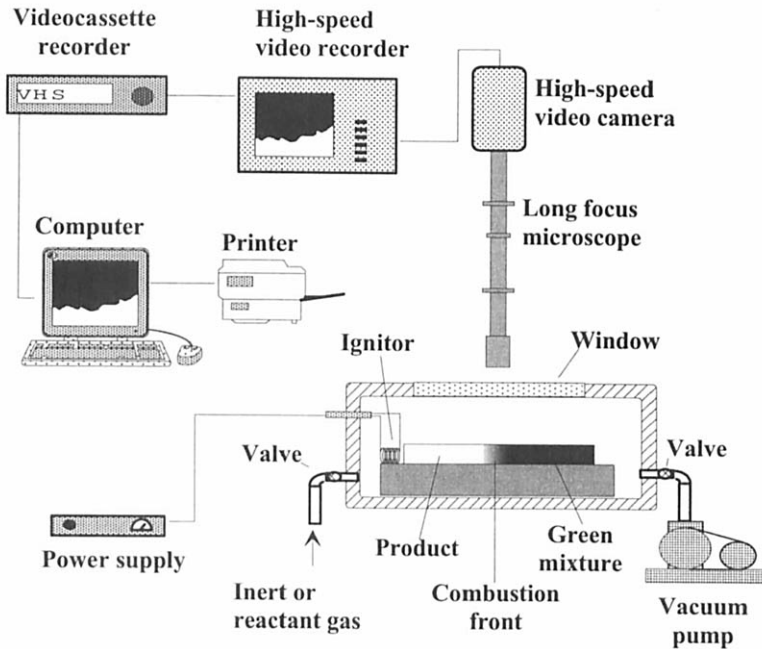 Videocassette
recorder
High-speed
video recorder
VHS
High-speed
video camera
Computer
Printer
Long focus
microscope
Ignitor
Window
Valve
Valve
Power supply
Product
Green
mixture
Inert or
reactant gas
Combustion
front
Vacuum
pump